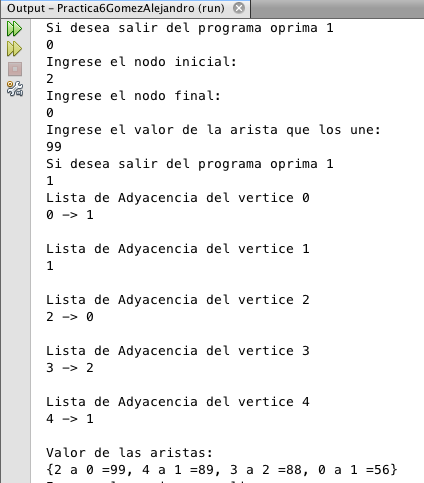 Output - Practica6GomezAlejandro (run)
Si desea salir del programa oprima 1
0
Ingrese el nodo inicial:
2
Ingrese el nodo final:
0
Ingrese el valor de la arista que los une:
99
Si desea salir del programa oprima 1
1
Lista de Adyacencia del vertice 0
0 -> 1
Lista de Adyacencia del vertice 1
1
Lista de Adyacencia del vertice 2
2 -> 0
Lista de Adyacencia del vertice 3
3 -> 2
Lista de Adyacencia del vertice 4
4 -> 1
Valor de las aristas:
{2 a 0 =99, 4 a 1 =89, 3 a 2 =88, 0 a 1 =56}